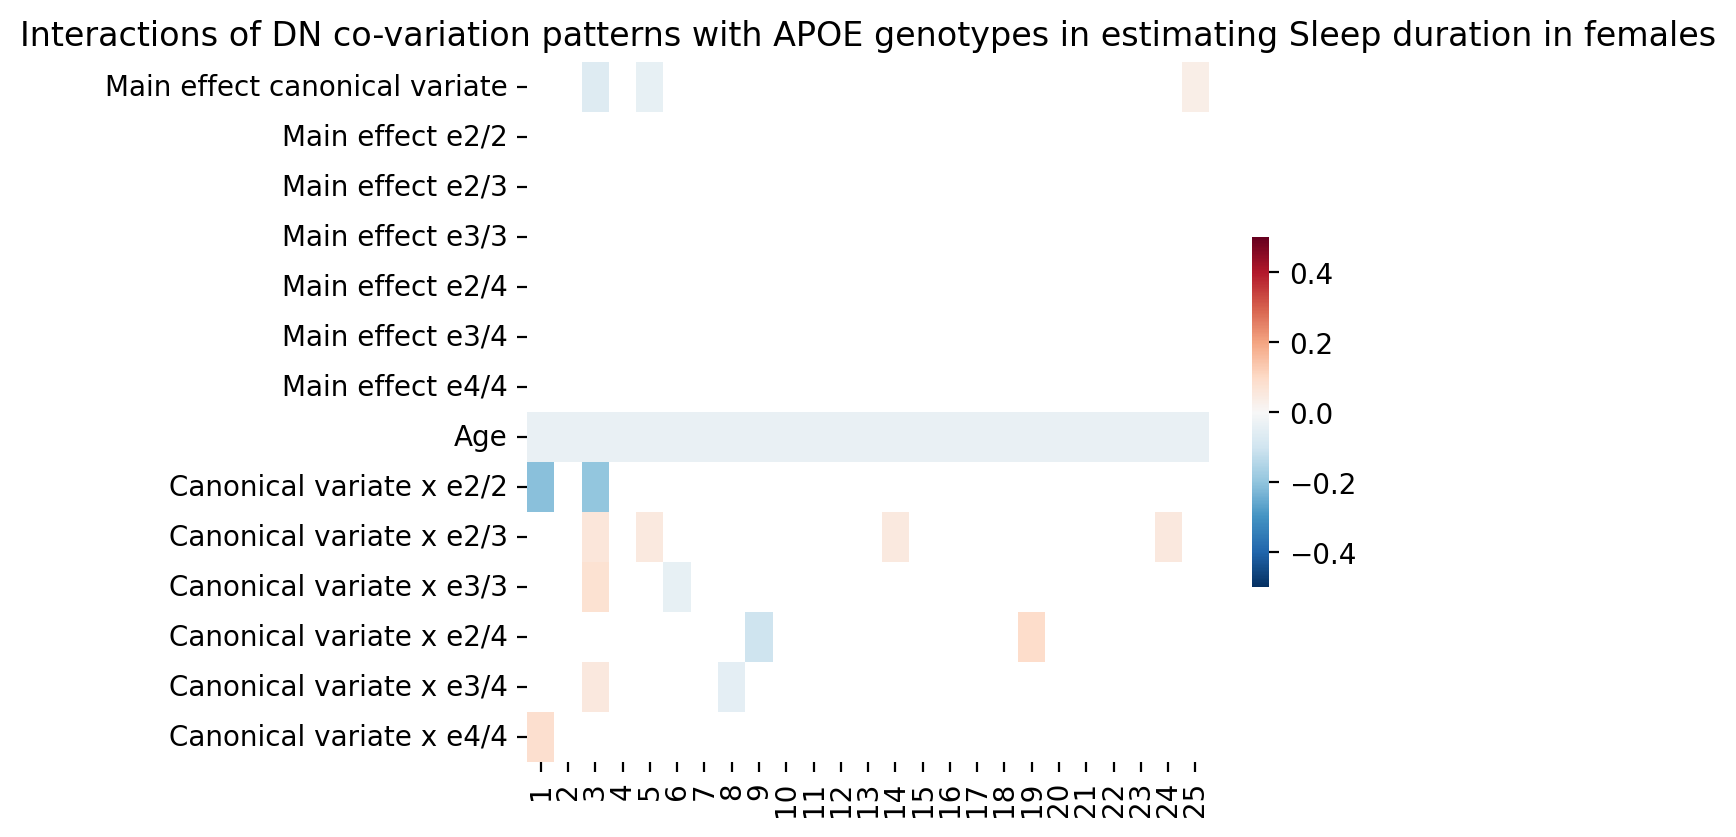 Interactions of DN co-variation patterns with APOE genotypes in estimating Sleep duration in females
Main effect canonical variate
Main effect e2/2
Main effect e2/3
Main effect e3/3
Main effect e2/4
Main effect e3/4
Main effect e4/4
Age
Canonical variate x e2/2
Canonical variate x e2/3
Canonical variate x e3/3
Canonical variate x e2/4
Canonical variate x e3/4
Canonical variate x e4/4
1 2 3 4 5 6 7 8 9 10 11 12 13 14 15 16 17 18 19 20 21 22 23 24 25
0.4
0.2
0.0
−0.2
−0.4